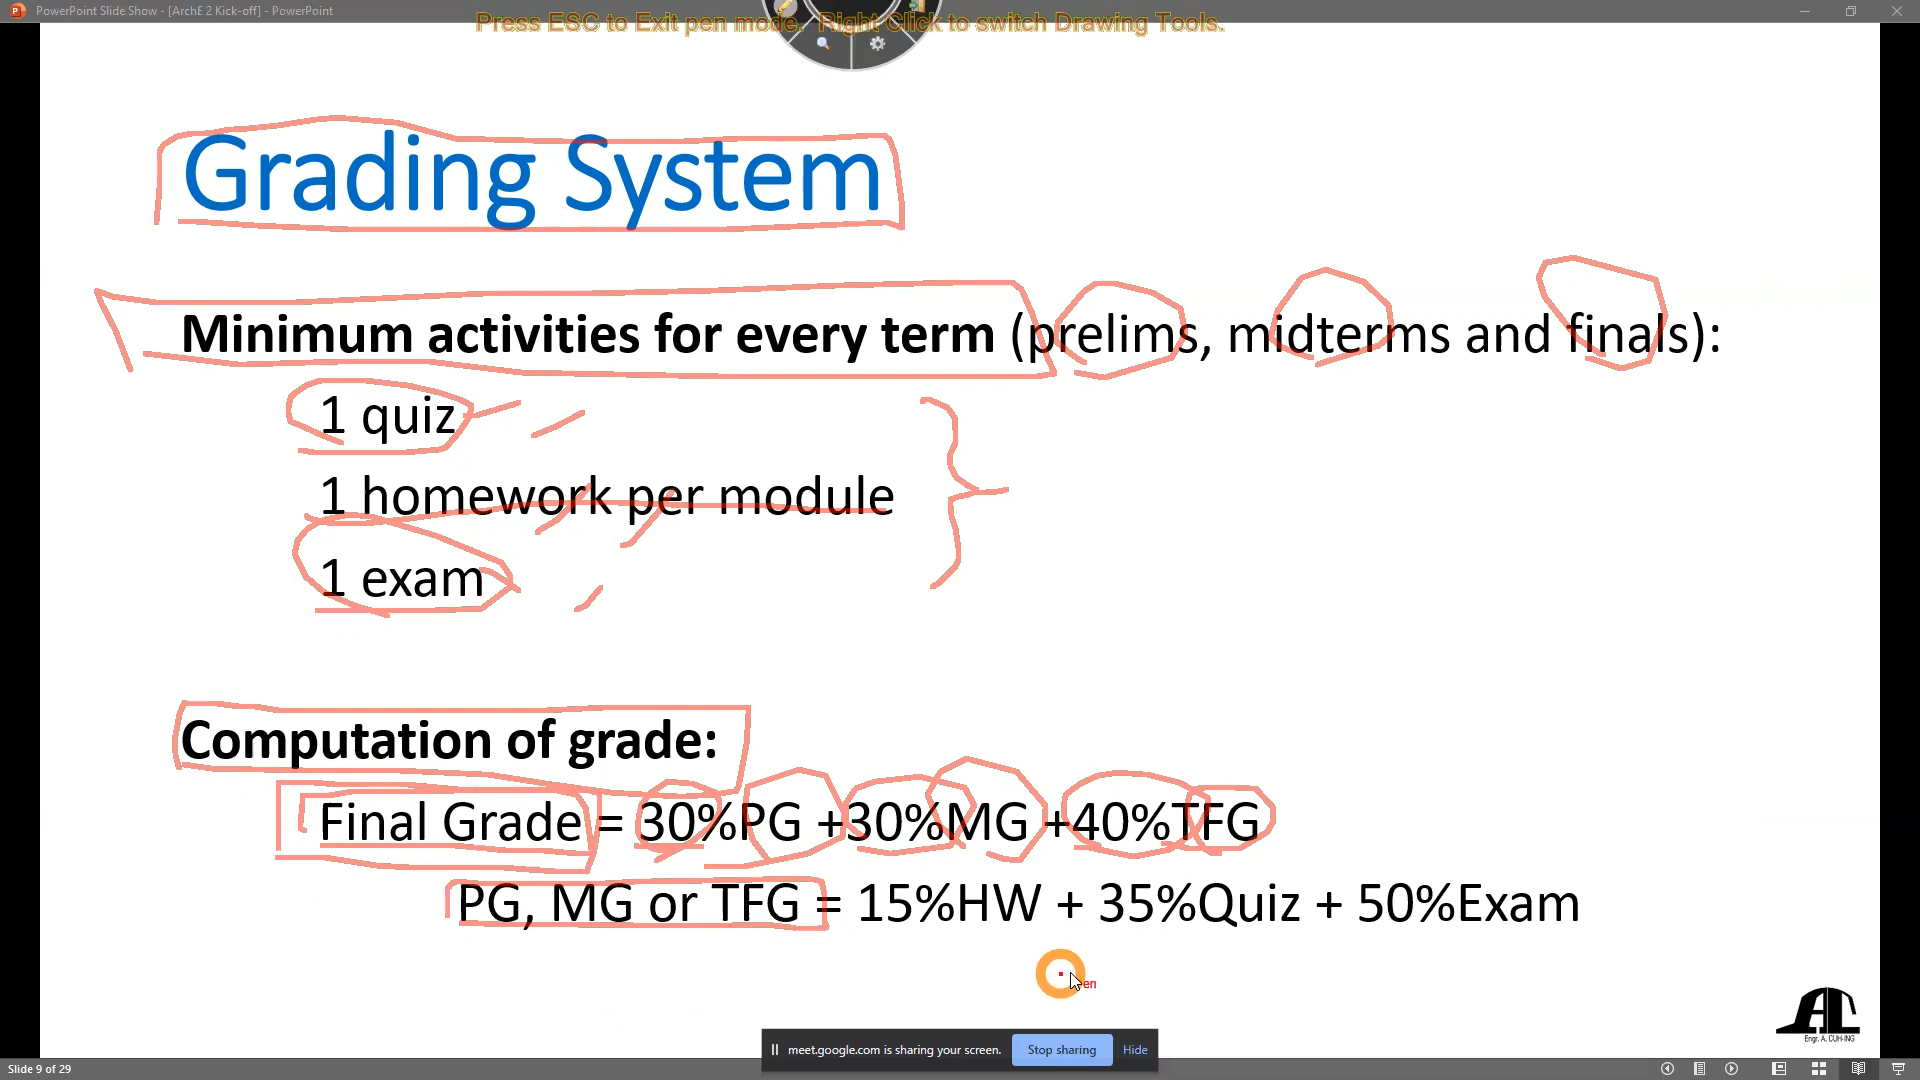 PowerPoint Slide Show - [ArchE 2 Kick-off] - PowerPoint
Press ESC to Exit pen mode. Right Click to switch Drawing Tools.
Grading System
Minimum activities for every term (prelims, midterms and finals):
1 quiz
1 homework per module
1 exam
Computation of grade:
Final Grade = 30%PG +30%MG +40%TFG
PG, MG or TFG = 15%HW + 35%Quiz + 50%Exam
Engr. A. CUH-ING
meet.google.com is sharing your screen. Stop sharing Hide
Slide 9 of 29